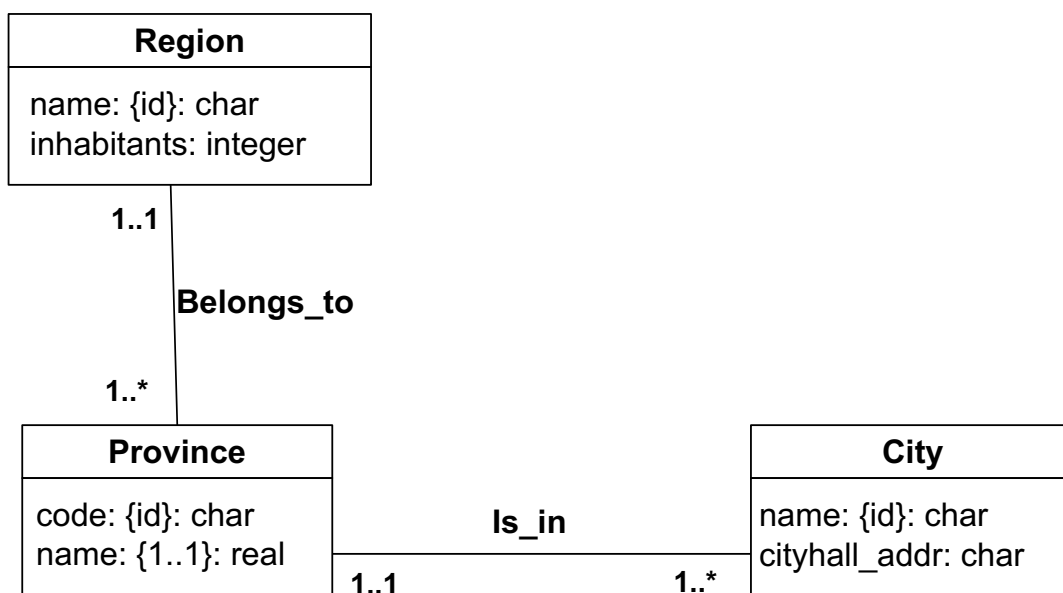 Region
name: {id}: char
inhabitants: integer
1..1
Belongs_to
1..*
Province
code: {id}: char
name: {1..1}: real
Is_in
1..1
1..*
City
name: {id}: char
cityhall_addr: char